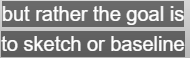 but rather the goal is
to sketch or baseline